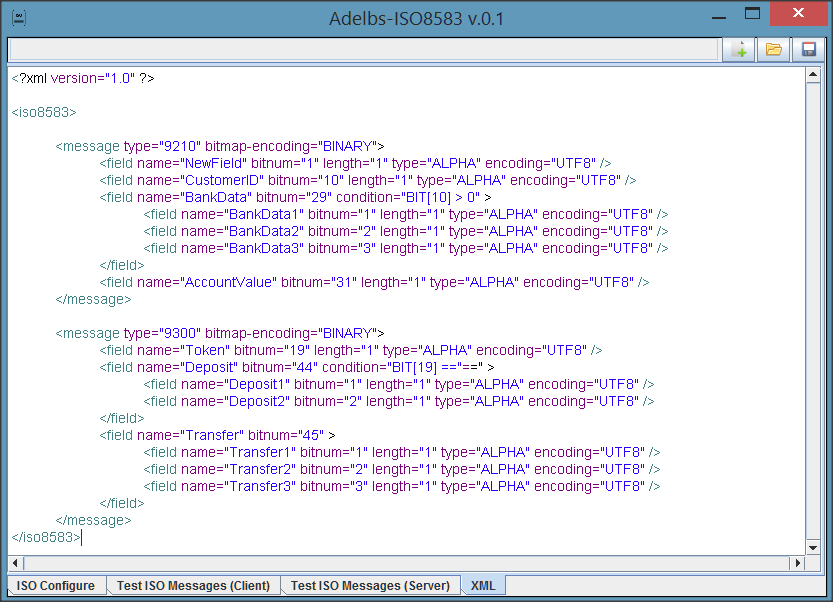 Adelbs-ISO8583 v.0.1
<?xml version="1.0" ?>
<iso8583>
<message type="9210" bitmap-encoding="BINARY">
<field name="NewField" bitnum="1" length="1" type="ALPHA" encoding="UTF8" />
<field name="CustomerID" bitnum="10" length="1" type="ALPHA" encoding="UTF8" />
<field name="BankData" bitnum="29" condition="BIT[10] > 0" >
<field name="BankData1" bitnum="1" length="1" type="ALPHA" encoding="UTF8" />
<field name="BankData2" bitnum="2" length="1" type="ALPHA" encoding="UTF8" />
<field name="BankData3" bitnum="3" length="1" type="ALPHA" encoding="UTF8" />
</field>
<field name="AccountValue" bitnum="31" length="1" type="ALPHA" encoding="UTF8" />
</message>
<message type="9300" bitmap-encoding="BINARY">
<field name="Token" bitnum="19" length="1" type="ALPHA" encoding="UTF8" />
<field name="Deposit" bitnum="44" condition="BIT[19] =="==" >
<field name="Deposit1" bitnum="1" length="1" type="ALPHA" encoding="UTF8" />
<field name="Deposit2" bitnum="2" length="1" type="ALPHA" encoding="UTF8" />
</field>
<field name="Transfer" bitnum="45" >
<field name="Transfer1" bitnum="1" length="1" type="ALPHA" encoding="UTF8" />
<field name="Transfer2" bitnum="2" length="1" type="ALPHA" encoding="UTF8" />
<field name="Transfer3" bitnum="3" length="1" type="ALPHA" encoding="UTF8" />
</field>
</message>
</iso8583>
ISO Configure Test ISO Messages (Client) Test ISO Messages (Server) XML